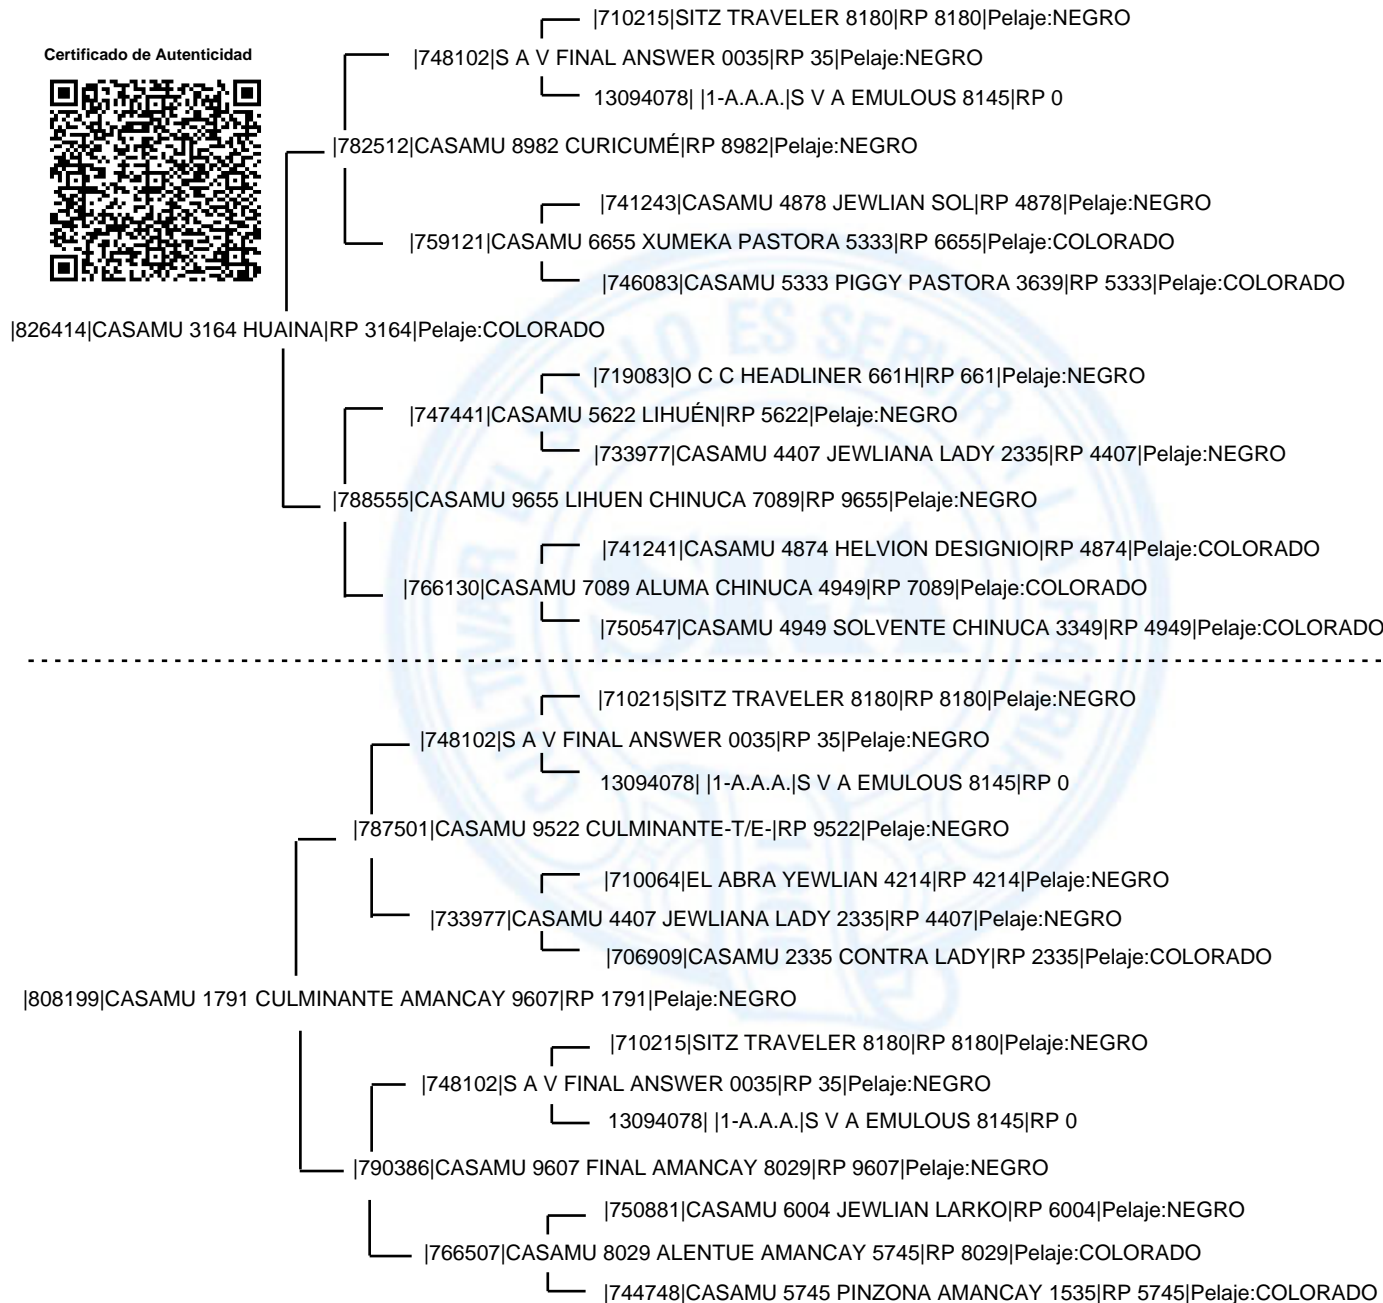 |710215|SITZ TRAVELER 8180|RP 8180|Pelaje:NEGRO
Certificado de Autenticidad
|748102|S A V FINAL ANSWER 0035|RP 35|Pelaje:NEGRO
13094078| |1-A.A.A.|S V A EMULOUS 8145|RP 0
|782512|CASAMU 8982 CURICUMÉ|RP 8982|Pelaje:NEGRO
|741243|CASAMU 4878 JEWLIAN SOL|RP 4878|Pelaje:NEGRO
|759121|CASAMU 6655 XUMEKA PASTORA 5333|RP 6655|Pelaje:COLORADO
|746083|CASAMU 5333 PIGGY PASTORA 3639|RP 5333|Pelaje:COLORADO
|826414|CASAMU 3164 HUAINA|RP 3164|Pelaje:COLORADO
|719083|O C C HEADLINER 661H|RP 661|Pelaje:NEGRO
|747441|CASAMU 5622 LIHUÉN|RP 5622|Pelaje:NEGRO
|733977|CASAMU 4407 JEWLIANA LADY 2335|RP 4407|Pelaje:NEGRO
|788555|CASAMU 9655 LIHUEN CHINUCA 7089|RP 9655|Pelaje:NEGRO
|741241|CASAMU 4874 HELVION DESIGNIO|RP 4874|Pelaje:COLORADO
|766130|CASAMU 7089 ALUMA CHINUCA 4949|RP 7089|Pelaje:COLORADO
|750547|CASAMU 4949 SOLVENTE CHINUCA 3349|RP 4949|Pelaje:COLORADO
|710215|SITZ TRAVELER 8180|RP 8180|Pelaje:NEGRO
|748102|S A V FINAL ANSWER 0035|RP 35|Pelaje:NEGRO
13094078| |1-A.A.A.|S V A EMULOUS 8145|RP 0
|787501|CASAMU 9522 CULMINANTE-T/E-|RP 9522|Pelaje:NEGRO
|710064|EL ABRA YEWLIAN 4214|RP 4214|Pelaje:NEGRO
|733977|CASAMU 4407 JEWLIANA LADY 2335|RP 4407|Pelaje:NEGRO
|706909|CASAMU 2335 CONTRA LADY|RP 2335|Pelaje:COLORADO
|808199|CASAMU 1791 CULMINANTE AMANCAY 9607|RP 1791|Pelaje:NEGRO
|710215|SITZ TRAVELER 8180|RP 8180|Pelaje:NEGRO
|748102|S A V FINAL ANSWER 0035|RP 35|Pelaje:NEGRO
13094078| |1-A.A.A.|S V A EMULOUS 8145|RP 0
|790386|CASAMU 9607 FINAL AMANCAY 8029|RP 9607|Pelaje:NEGRO
|750881|CASAMU 6004 JEWLIAN LARKO|RP 6004|Pelaje:NEGRO
|766507|CASAMU 8029 ALENTUE AMANCAY 5745|RP 8029|Pelaje:COLORADO
|744748|CASAMU 5745 PINZONA AMANCAY 1535|RP 5745|Pelaje:COLORADO
CULTIVAR EL SUELO ES SERVIR A LA PATRIA
SRA
1866